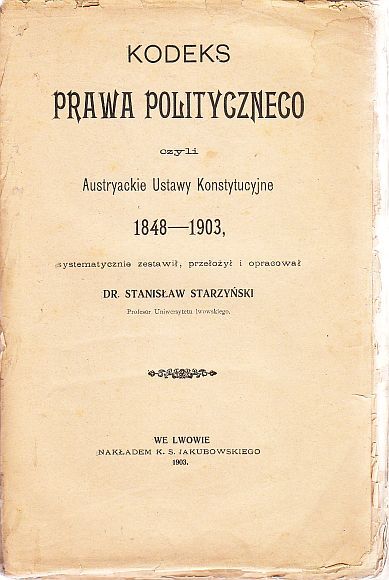 KODEKS
PRAWA POLITYCZNEGO
czyli
Austryackie Ustawy Konstytucyjne
1848—1903,
systematycznie zestawił, przełożył i opracował
DR. STANISŁAW STARZYŃSKI
Profesor Uniwersytetu lwowskiego.
WE LWOWIE
NAKŁADEM K. S. JAKUBOWSKIEGO
1903.